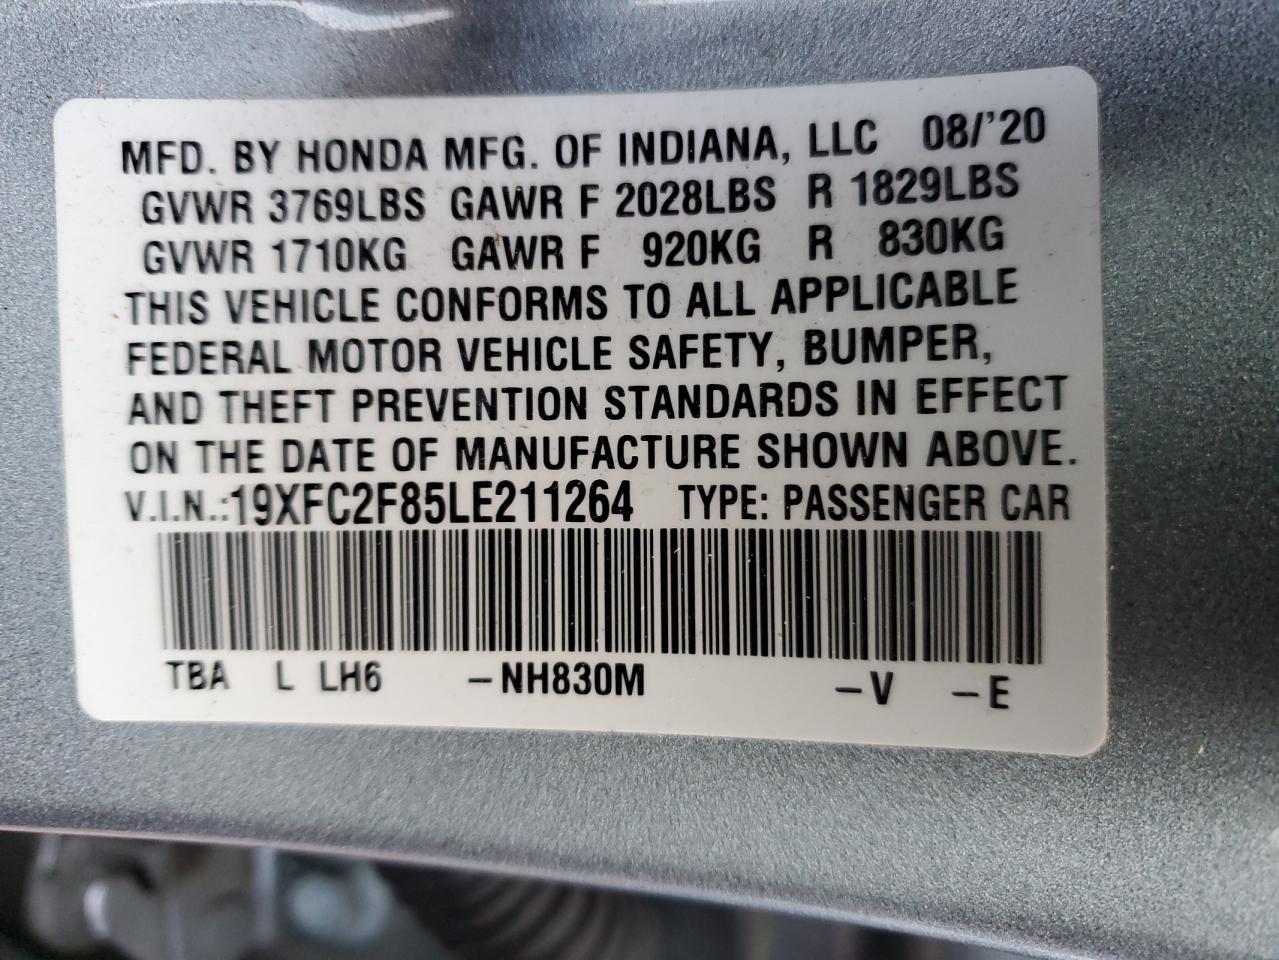 MFD. BY HONDA MFG. OF INDIANA, LLC 08/'20
GVWR 3769LBS GAWR F 2028LBS R 1829LBS
GVWR 1710KG GAWR F 920KG R 830KG
THIS VEHICLE CONFORMS TO ALL APPLICABLE
FEDERAL MOTOR VEHICLE SAFETY, BUMPER,
AND THEFT PREVENTION STANDARDS IN EFFECT
ON THE DATE OF MANUFACTURE SHOWN ABOVE.
V.I.N.:19XFC2F85LE211264 TYPE: PASSENGER CAR
TBA L LH6 -NH830M -V -E